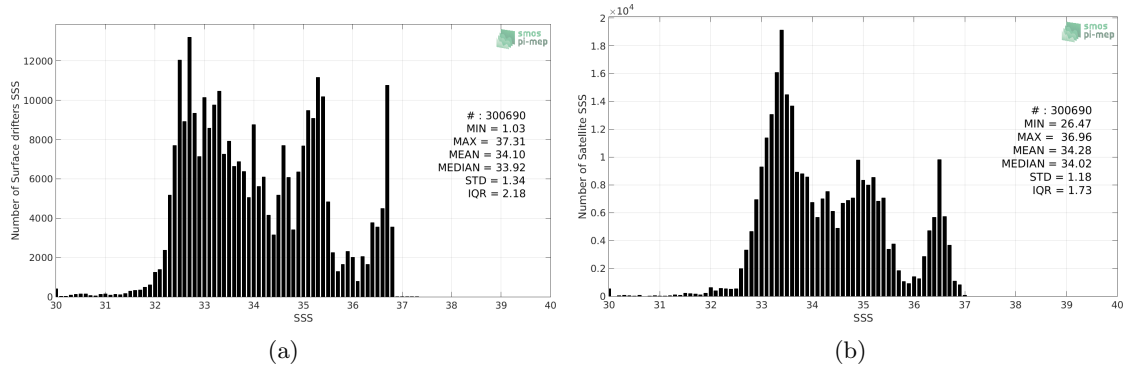 smos
pi-mep
Number of Surface drifters SSS
12000
10000
8000
6000
4000
2000
0
# : 300690
MIN = 1.03
MAX = 37.31
MEAN = 34.10
MEDIAN = 33.92
STD = 1.34
IQR = 2.18
30 31 32 33 34 35 36 37 38 39 40
SSS
(a)
×10⁴
smos
pi-mep
Number of Satellite SSS
2
1.8
1.6
1.4
1.2
1
0.8
0.6
0.4
0.2
0
# : 300690
MIN = 26.47
MAX = 36.96
MEAN = 34.28
MEDIAN = 34.02
STD = 1.18
IQR = 1.73
30 31 32 33 34 35 36 37 38 39 40
SSS
(b)